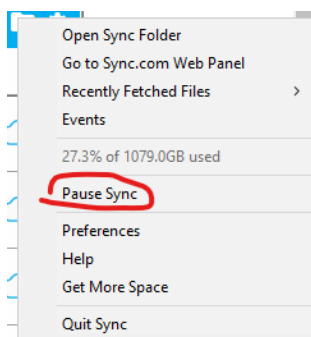 Open Sync Folder
Go to Sync.com Web Panel
Recently Fetched Files
Events
27.3% of 1079.0GB used
Pause Sync
Preferences
Help
Get More Space
Quit Sync